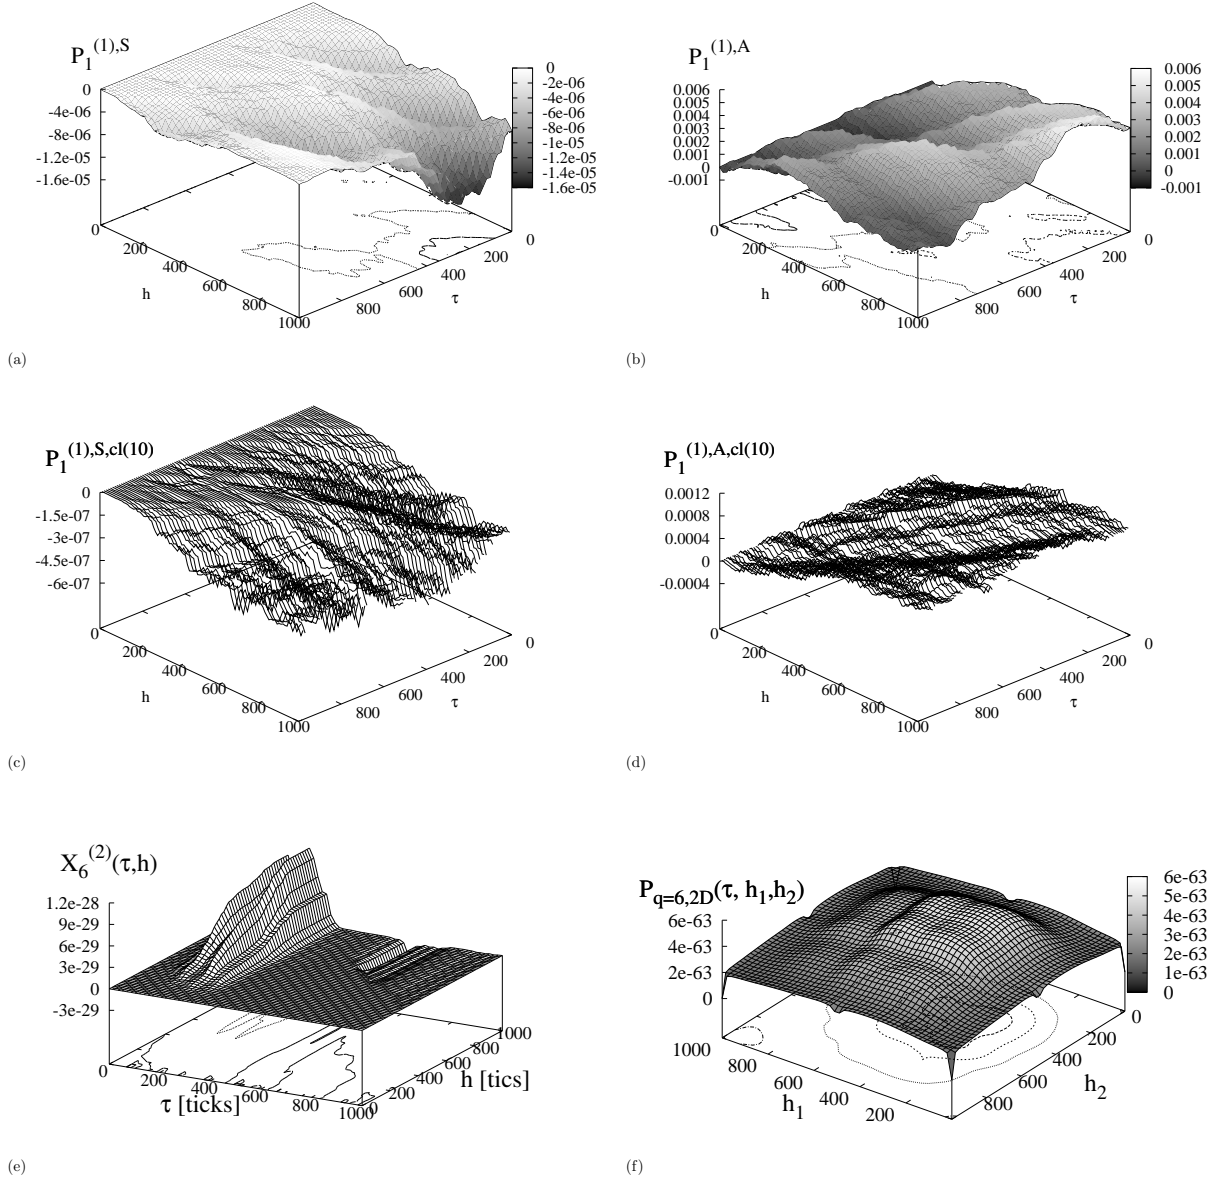 P1(1),S
0
-4e-06
-8e-06
-1.2e-05
-1.6e-05
0
200
400
600
800
1000
h
800
600
400
200
0
τ
0
-2e-06
-4e-06
-6e-06
-8e-06
-1e-05
-1.2e-05
-1.4e-05
-1.6e-05
(a)
P1(1),A
0.006
0.005
0.004
0.003
0.002
0.001
0
-0.001
0
200
400
600
800
1000
h
800
600
400
200
0
τ
0.006
0.005
0.004
0.003
0.002
0.001
0
-0.001
(b)
P1(1),S,cl(10)
0
-1.5e-07
-3e-07
-4.5e-07
-6e-07
0
200
400
600
800
1000
h
800
600
400
200
0
τ
(c)
P1(1),A,cl(10)
0.0012
0.0008
0.0004
0
-0.0004
0
200
400
600
800
1000
h
800
600
400
200
0
τ
(d)
X6(2)(τ,h)
1.2e-28
9e-29
6e-29
3e-29
0
-3e-29
0
200
400
600
800
1000
τ [ticks]
0
200
400
600
800
1000
h [tics]
(e)
Pq=6,2D(τ, h1,h2)
6e-63
4e-63
2e-63
0
1000
800
600
400
200
h1
800
600
400
200
0
h2
6e-63
5e-63
4e-63
3e-63
2e-63
1e-63
0
(f)